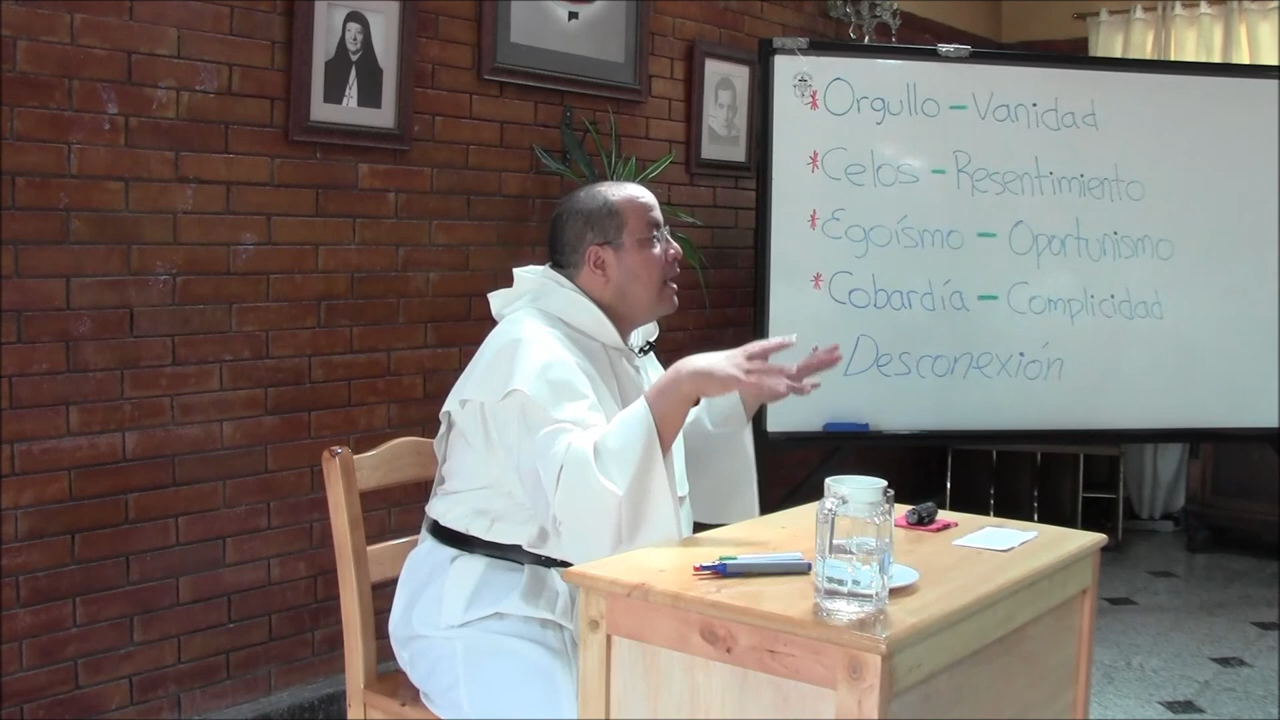 * Orgullo - Vanidad
* Celos - Resentimiento
* Egoísmo - Oportunismo
* Cobardía - Complicidad
Desconexión